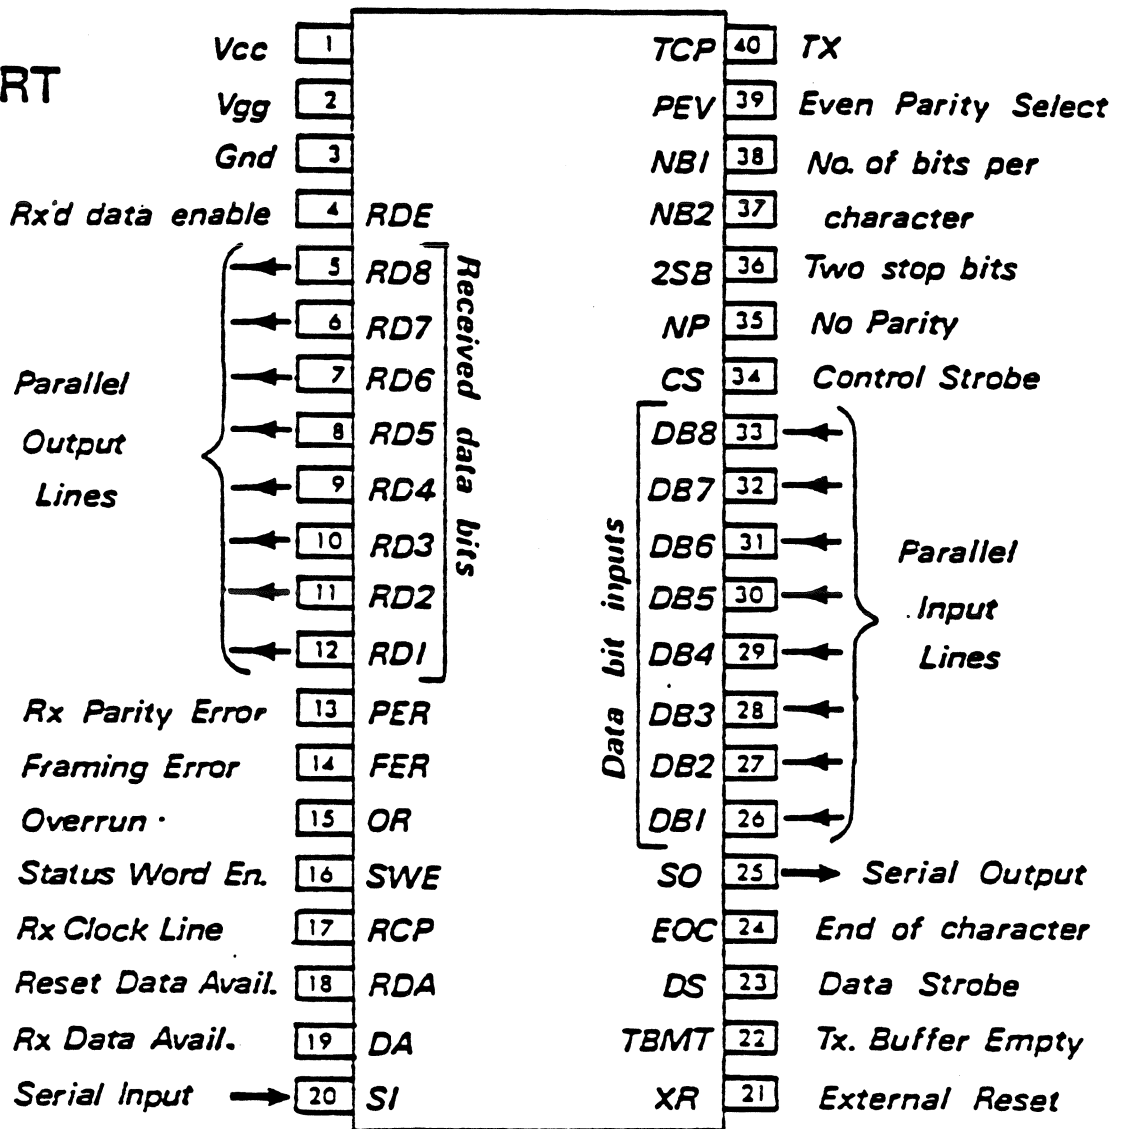 RT
Vcc 1
Vgg 2
Gnd 3
Rx'd data enable 4 RDE
5 RD8
6 RD7
7 RD6
8 RD5
9 RD4
10 RD3
11 RD2
12 RD1
Parallel
Output
Lines
Received data bits
Rx Parity Error 13 PER
Framing Error 14 FER
Overrun 15 OR
Status Word En. 16 SWE
Rx Clock Line 17 RCP
Reset Data Avail. 18 RDA
Rx Data Avail. 19 DA
Serial Input 20 SI
TCP 40 TX
PEV 39 Even Parity Select
NB1 38 No. of bits per
NB2 37 character
2SB 36 Two stop bits
NP 35 No Parity
CS 34 Control Strobe
DB8 33
DB7 32
DB6 31
DB5 30
DB4 29
DB3 28
DB2 27
DB1 26
Data bit inputs
Parallel
Input
Lines
SO 25 Serial Output
EOC 24 End of character
DS 23 Data Strobe
TBMT 22 Tx. Buffer Empty
XR 21 External Reset